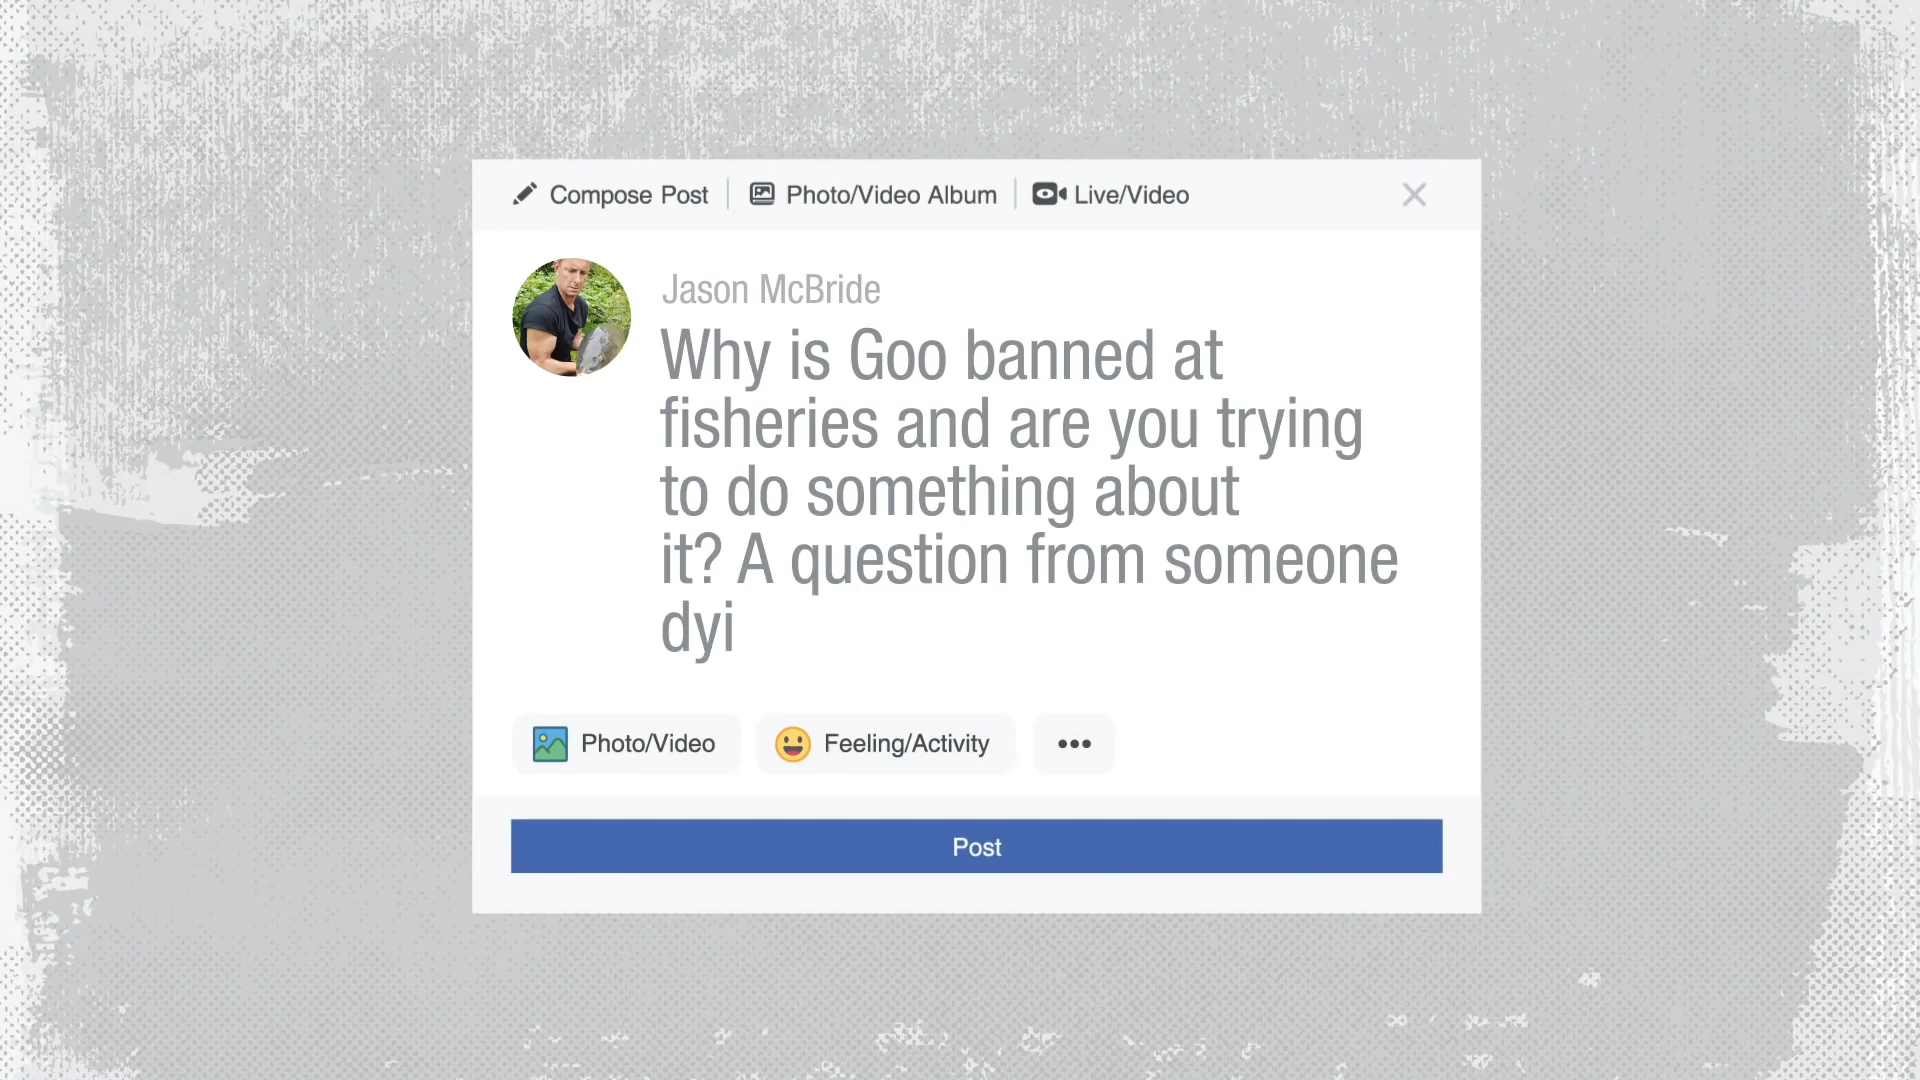 Compose Post
Photo/Video Album
Live/Video
Jason McBride
Why is Goo banned at
fisheries and are you trying
to do something about
it? A question from someone
dyi
Photo/Video
Feeling/Activity
Post